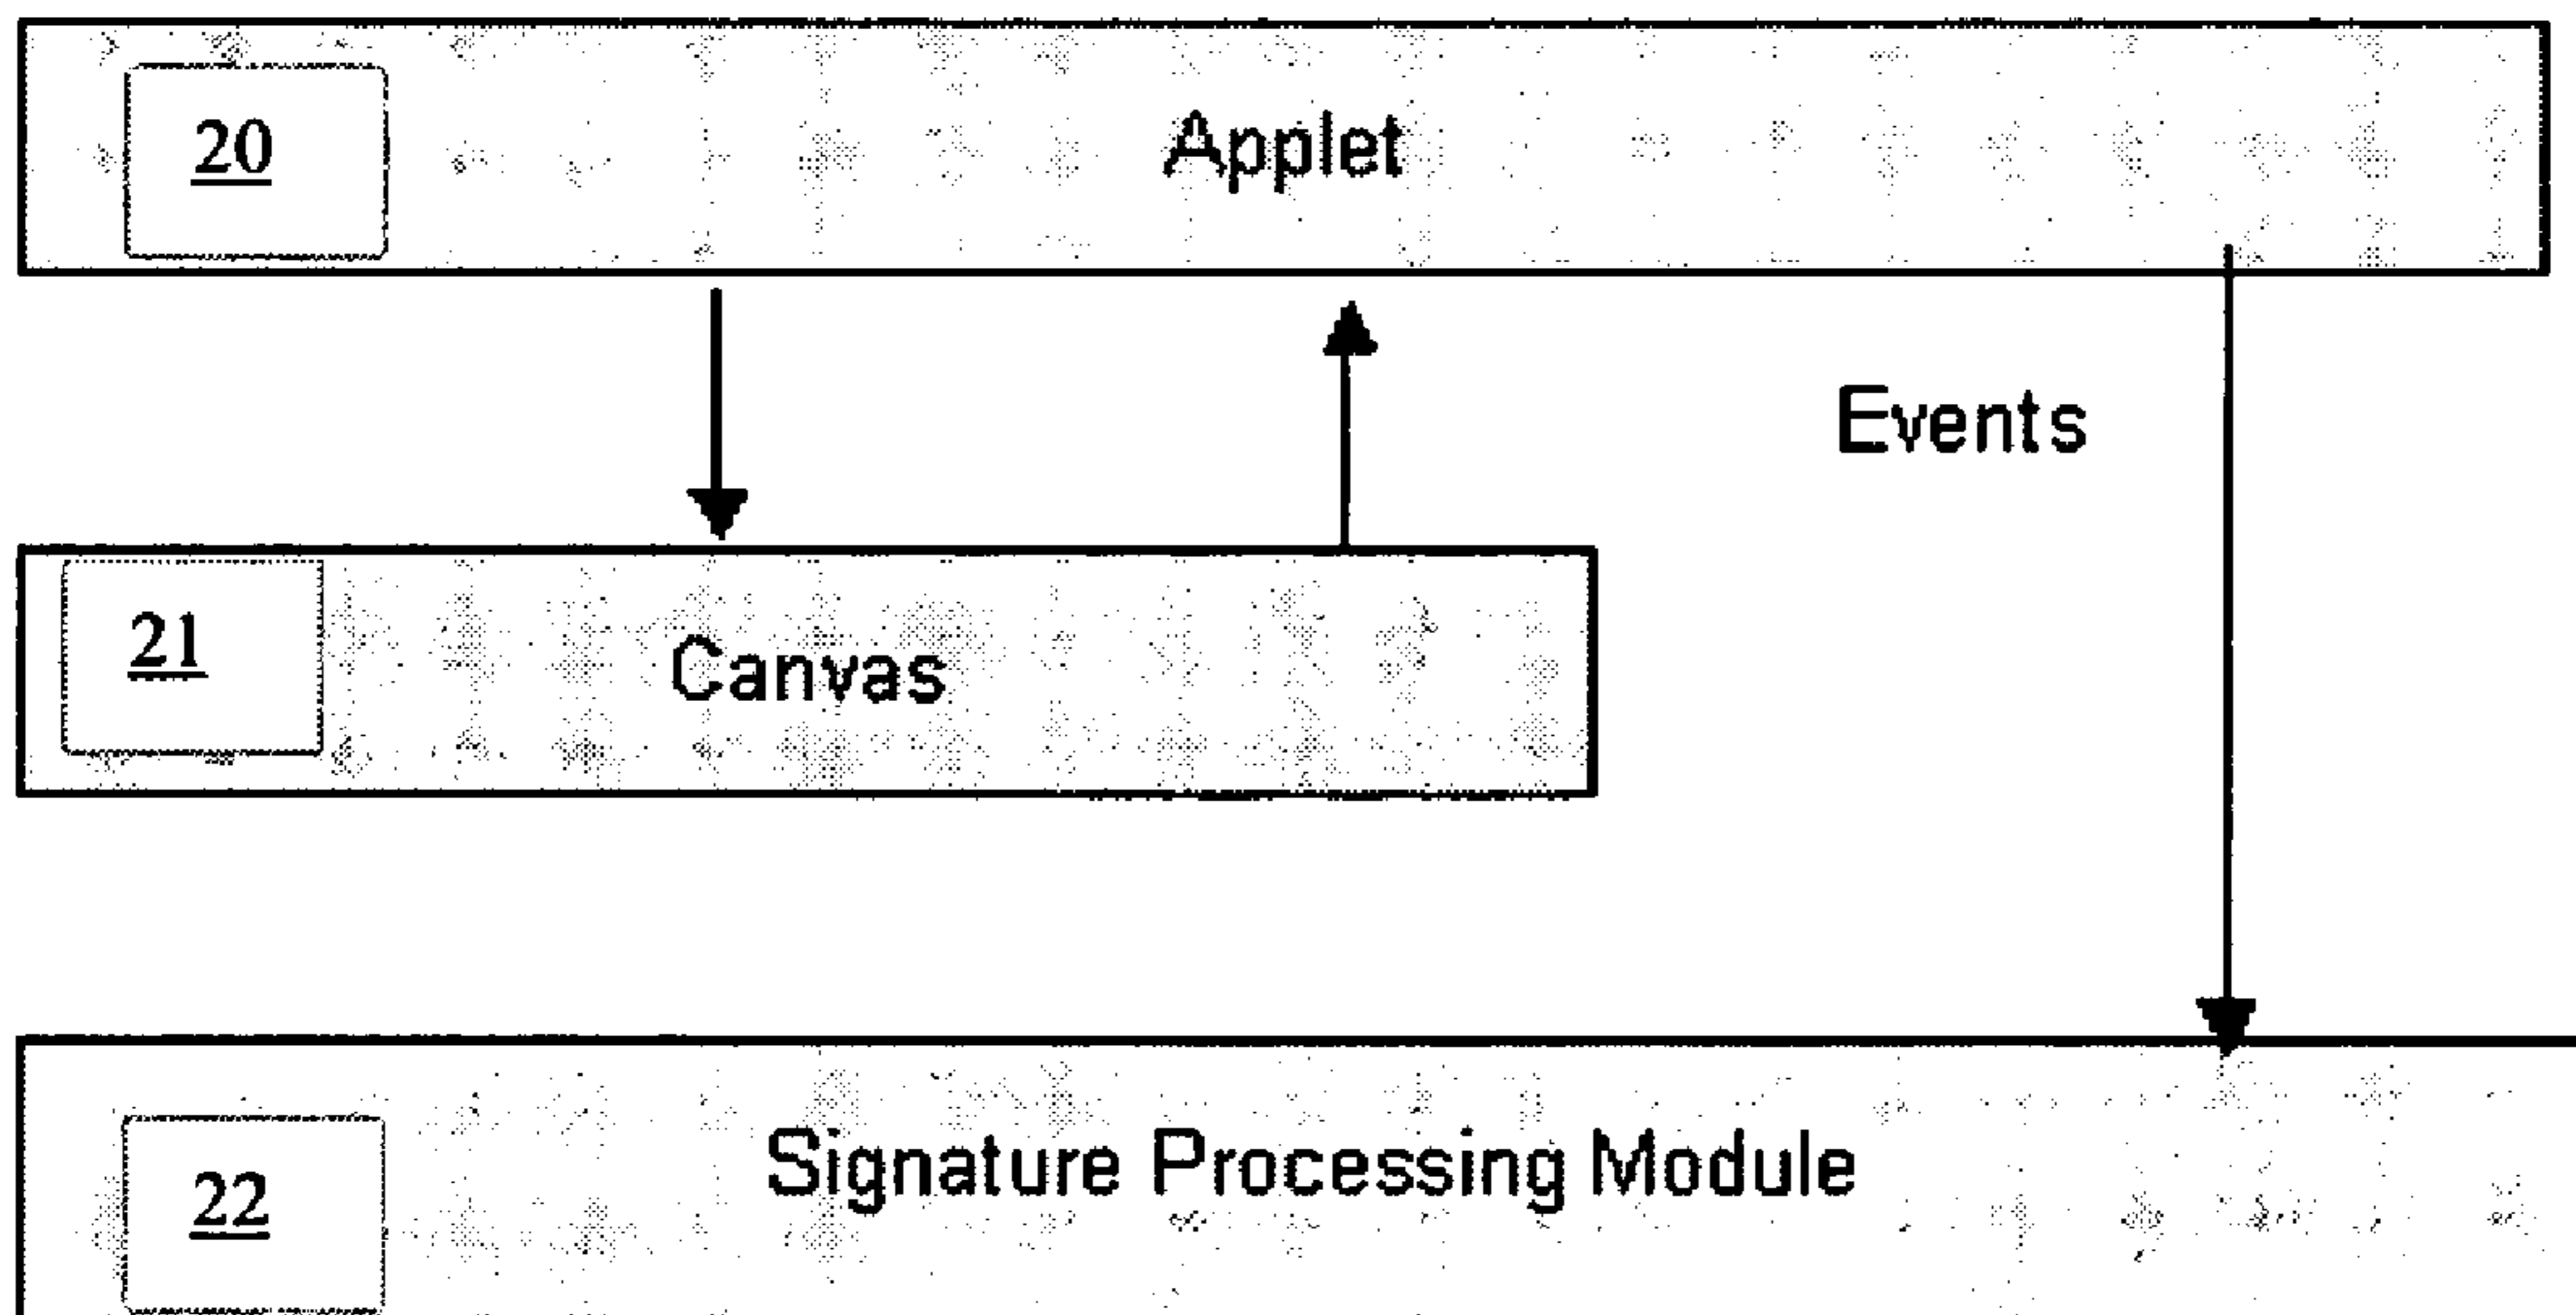 20
Applet
Events
21
Canvas
Signature Processing Module
22